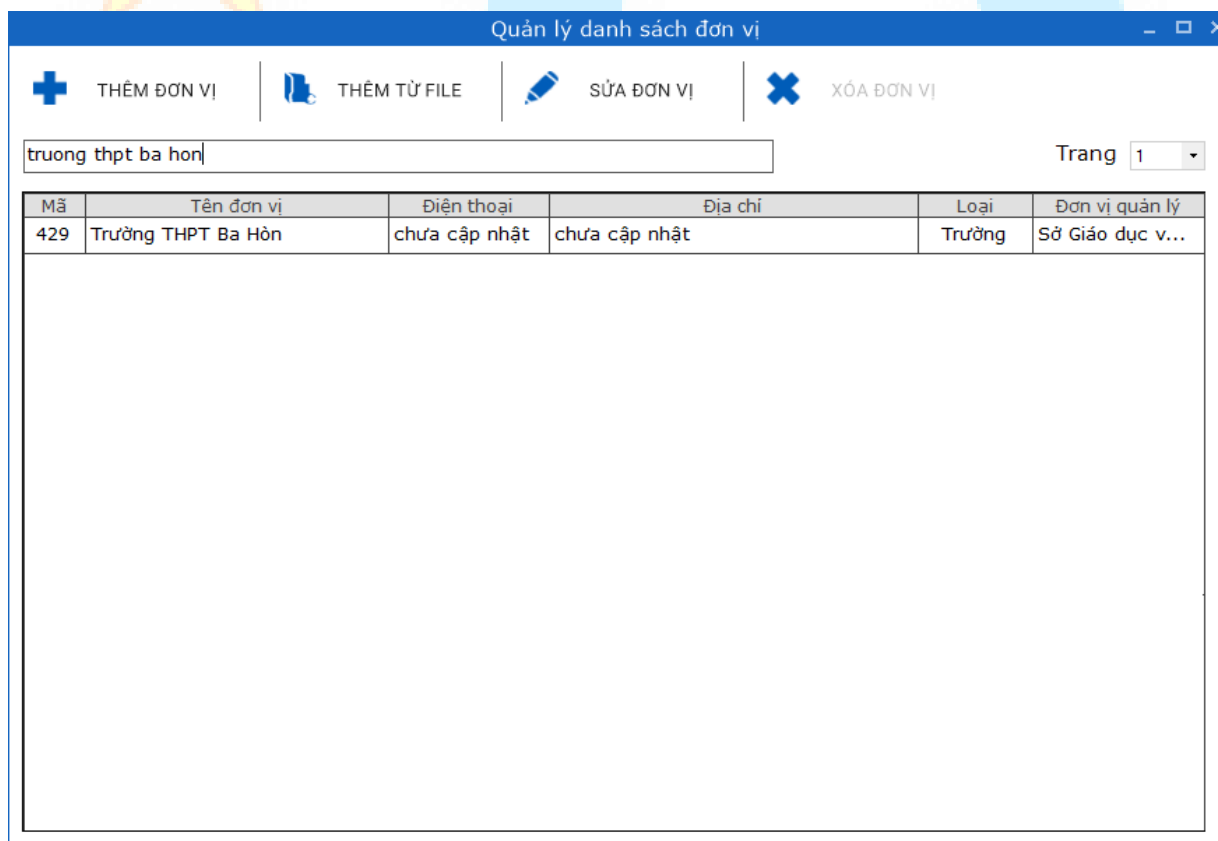 Quản lý danh sách đơn vị
THÊM ĐƠN VỊ THÊM TỪ FILE SỬA ĐƠN VỊ XÓA ĐƠN VỊ
truong thpt ba hon Trang 1
Mã Tên đơn vị Điện thoại Địa chỉ Loại Đơn vị quản lý
429 Trường THPT Ba Hòn chưa cập nhật chưa cập nhật Trường Sở Giáo dục v...